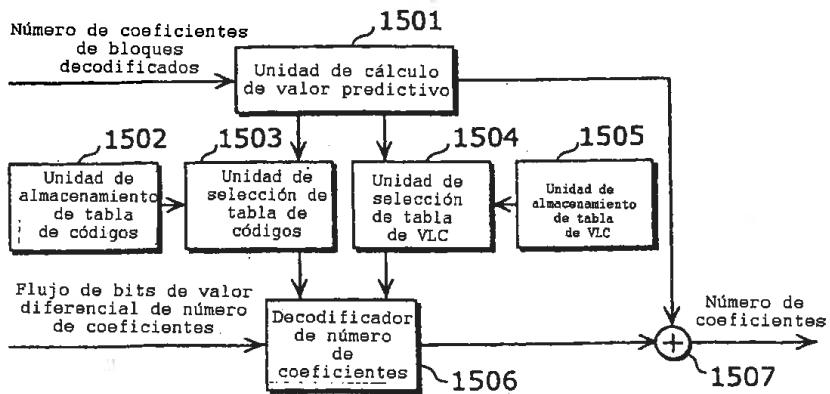 1501
Número de coeficientes
de bloques
decodificados
Unidad de cálculo
de valor predictivo
1502
1503
1504
1505
Unidad de
almacenamiento
de tabla
de códigos
Unidad de
selección de
tabla de
códigos
Unidad de
selección
de tabla
de VLC
Unidad de
almacenamiento
de tabla
de VLC
Flujo de bits de valor
diferencial de número
de coeficientes
Decodificador
de número
de
coeficientes
1506
Número de
coeficientes
1507